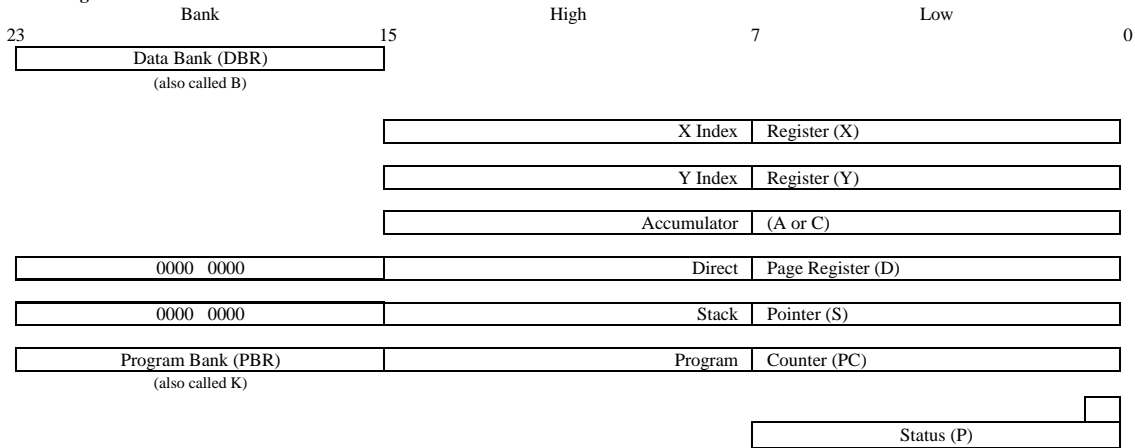 Bank High Low
23 15 7 0
Data Bank (DBR)
(also called B)
X Index Register (X)
Y Index Register (Y)
Accumulator (A or C)
0000 0000 Direct Page Register (D)
0000 0000 Stack Pointer (S)
Program Bank (PBR) Program Counter (PC)
(also called K)
Status (P)